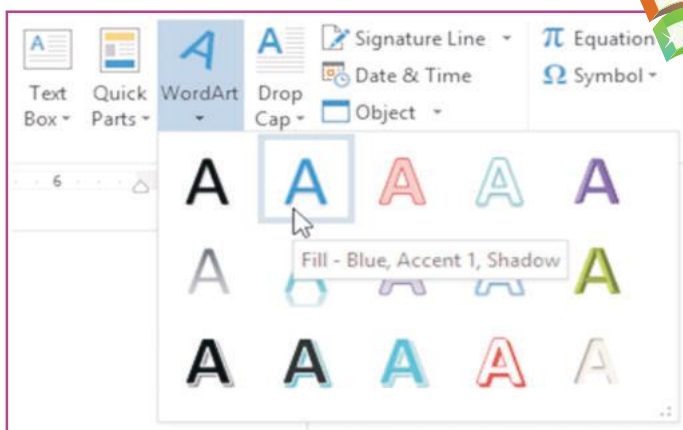 A
A
A
Signature Line
π Equation
Date & Time
Ω Symbol
Text
Box
Quick
Parts
WordArt
Drop
Cap
Object
6
A A A A A
Fill - Blue, Accent 1, Shadow
A A A A A
A A A A A